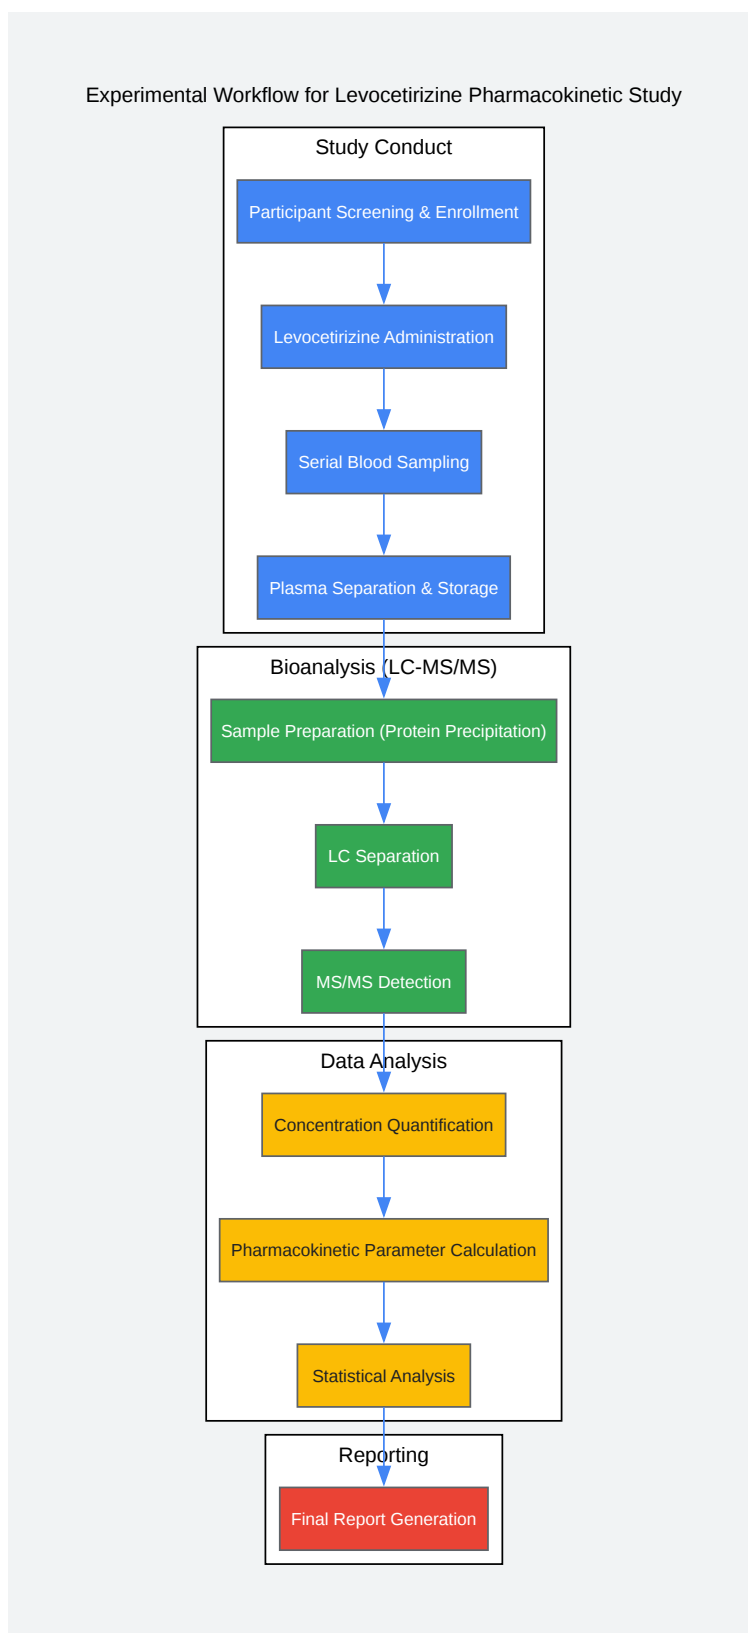 Experimental Workflow for Levocetirizine Pharmacokinetic Study
Study Conduct
Participant Screening & Enrollment
Levocetirizine Administration
Serial Blood Sampling
Plasma Separation & Storage
Bioanalysis (LC-MS/MS)
Sample Preparation (Protein Precipitation)
LC Separation
MS/MS Detection
Data Analysis
Concentration Quantification
Pharmacokinetic Parameter Calculation
Statistical Analysis
Reporting
Final Report Generation